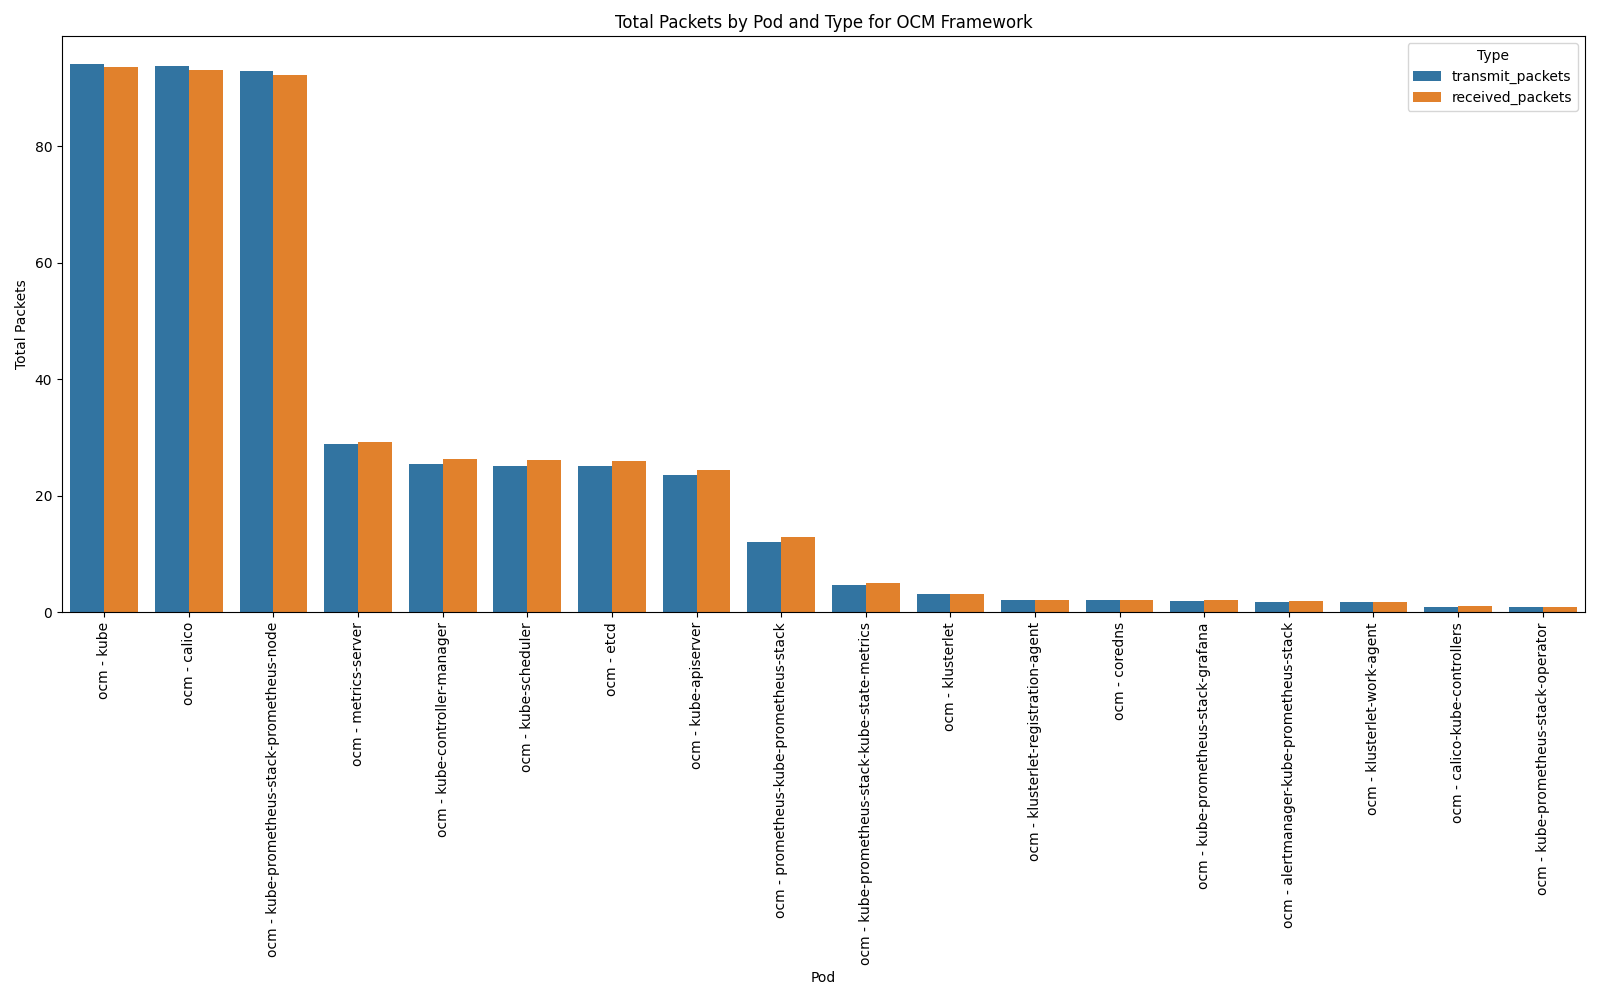 Total Packets by Pod and Type for OCM Framework
Type
transmit_packets
received_packets
Total Packets
80
60
40
20
0
ocm - kube
ocm - calico
ocm - kube-prometheus-stack-prometheus-node
ocm - metrics-server
ocm - kube-controller-manager
ocm - kube-scheduler
ocm - etcd
ocm - kube-apiserver
ocm - prometheus-kube-prometheus-stack
ocm - kube-prometheus-stack-kube-state-metrics
ocm - klusterlet
ocm - klusterlet-registration-agent
ocm - coredns
ocm - kube-prometheus-stack-grafana
ocm - alertmanager-kube-prometheus-stack
ocm - klusterlet-work-agent
ocm - calico-kube-controllers
ocm - kube-prometheus-stack-operator
Pod